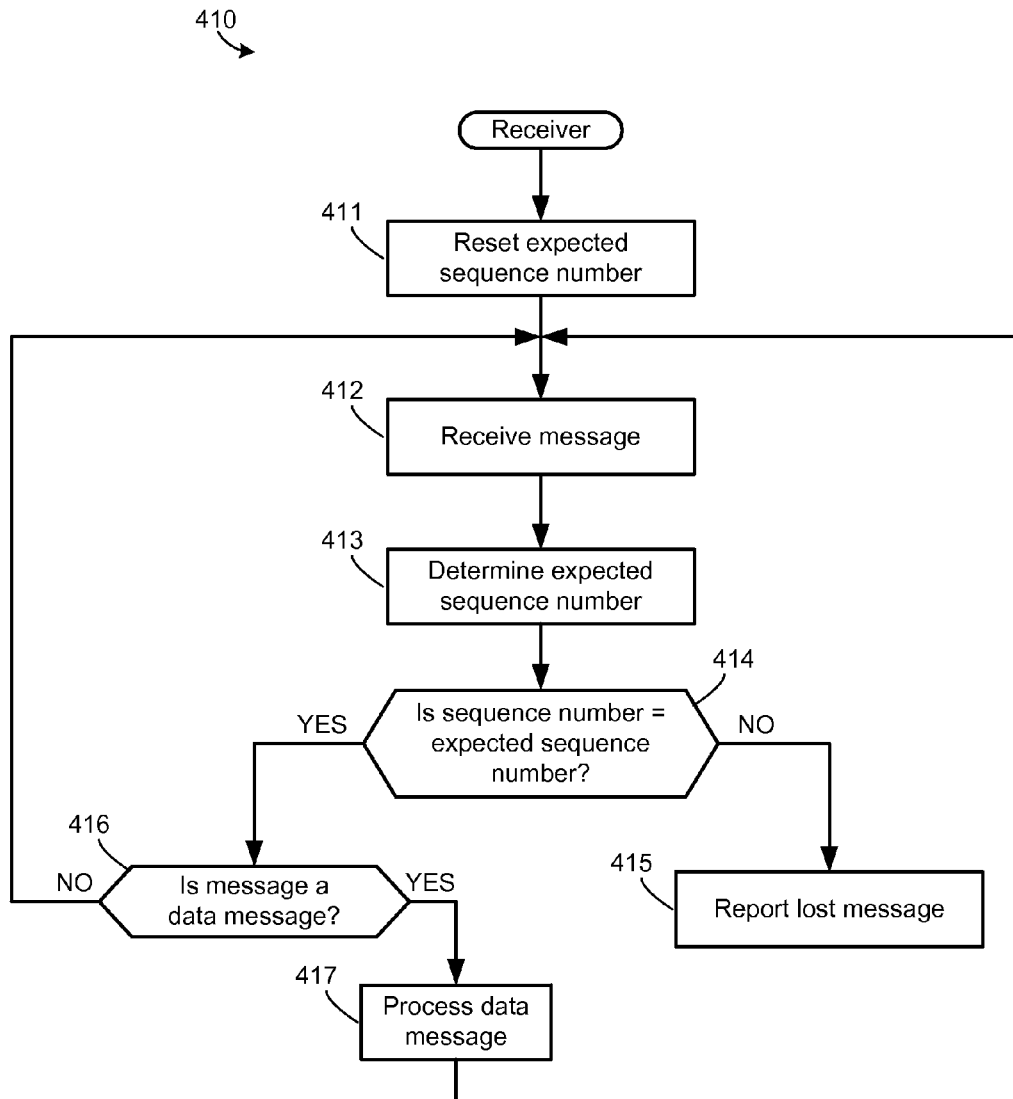 410
Receiver
411
Reset expected
sequence number
412
Receive message
413
Determine expected
sequence number
414
Is sequence number =
expected sequence
number?
YES
NO
416
Is message a
data message?
NO
YES
415
Report lost message
417
Process data
message